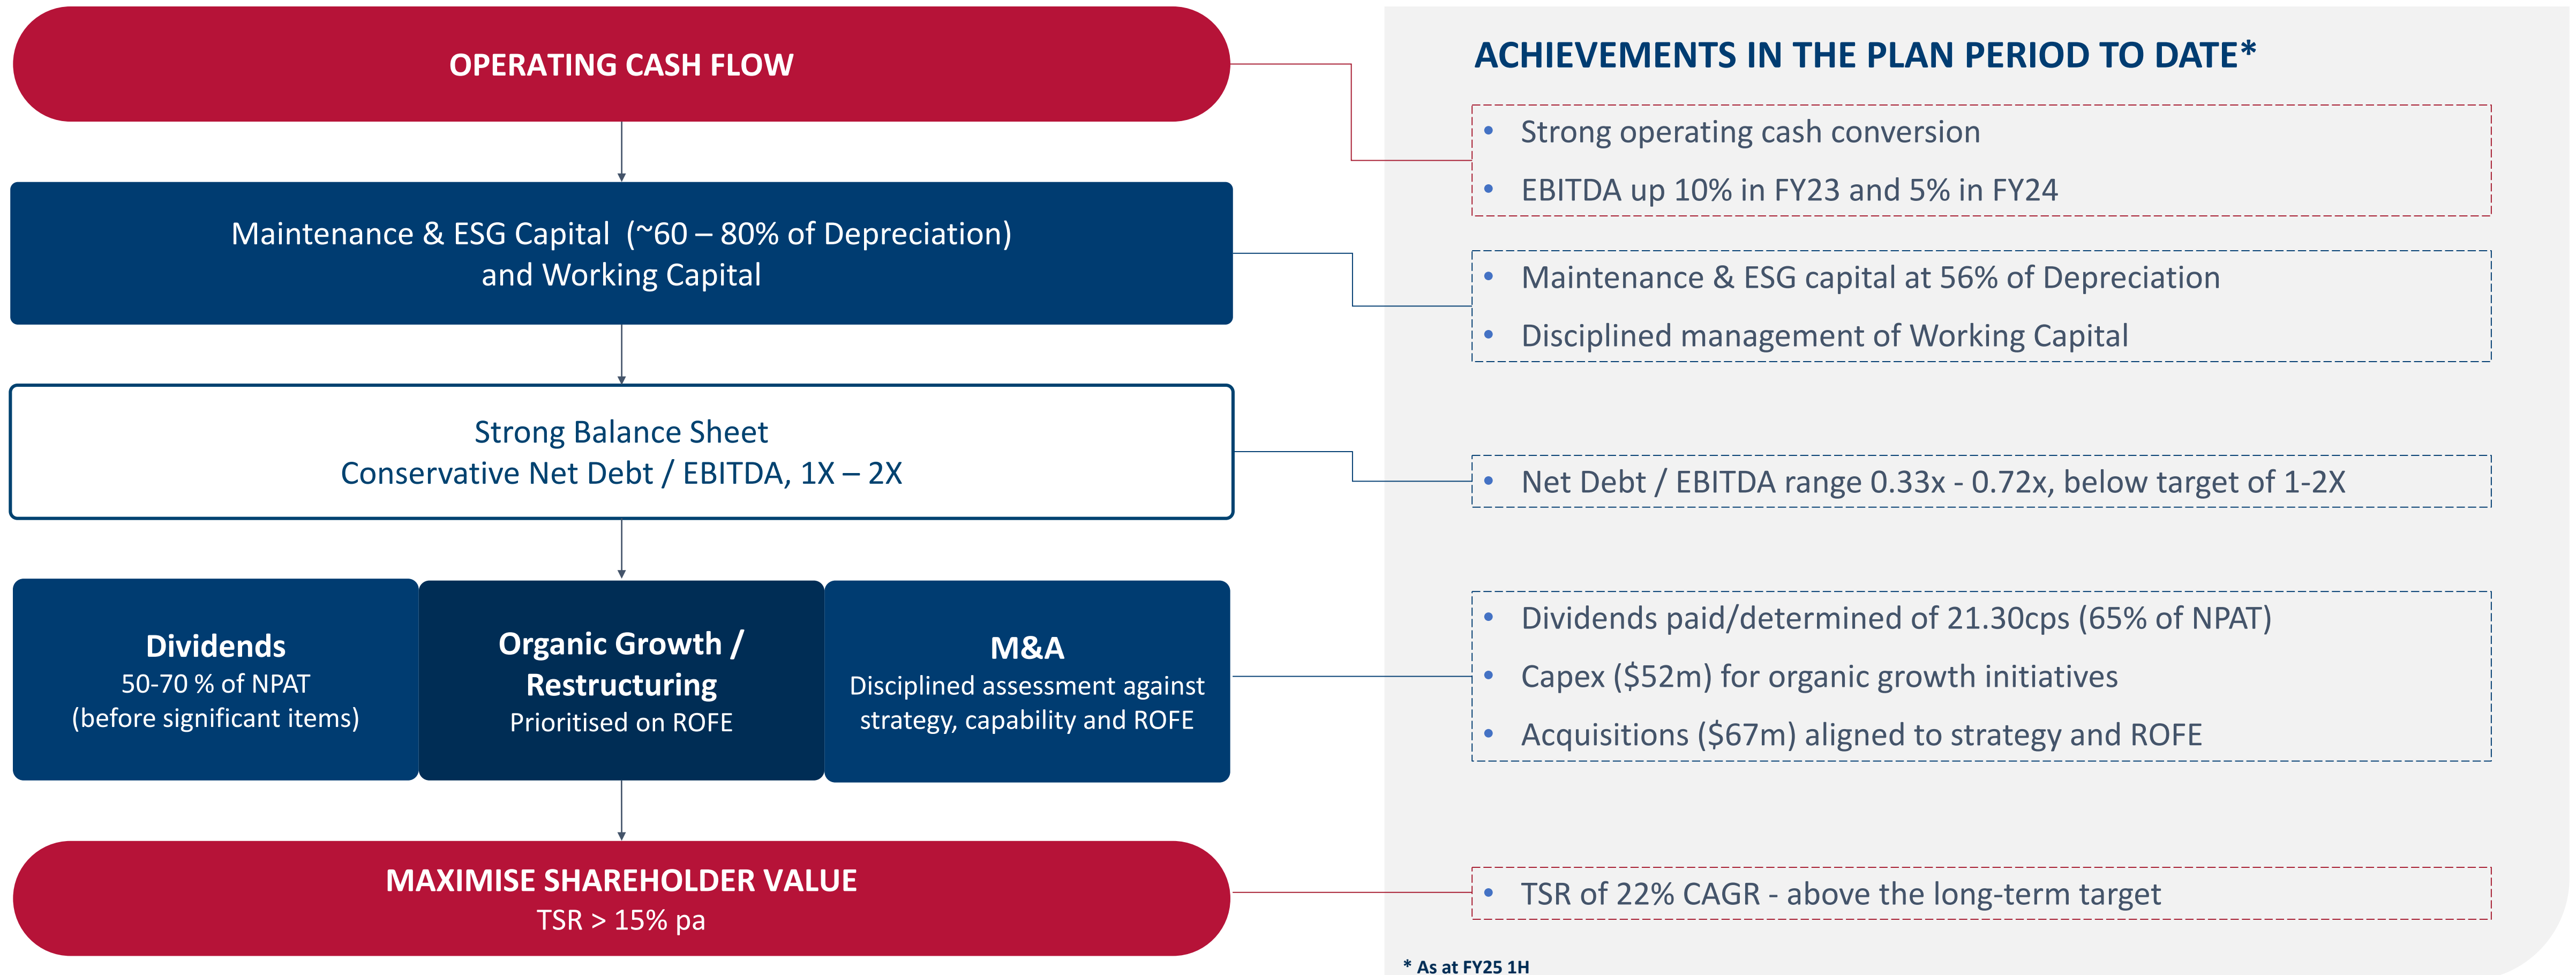 OPERATING CASH FLOW
Maintenance & ESG Capital  (~60 – 80% of Depreciation)
and Working Capital
Strong Balance Sheet
Conservative Net Debt / EBITDA, 1X – 2X
Dividends
50-70 % of NPAT
(before significant items)
Organic Growth /
Restructuring
Prioritised on ROFE
M&A
Disciplined assessment against
strategy, capability and ROFE
MAXIMISE SHAREHOLDER VALUE
TSR > 15% pa
ACHIEVEMENTS IN THE PLAN PERIOD TO DATE*
• Strong operating cash conversion
• EBITDA up 10% in FY23 and 5% in FY24
• Maintenance & ESG capital at 56% of Depreciation
• Disciplined management of Working Capital
• Net Debt / EBITDA range 0.33x - 0.72x, below target of 1-2X
• Dividends paid/determined of 21.30cps (65% of NPAT)
• Capex ($52m) for organic growth initiatives
• Acquisitions ($67m) aligned to strategy and ROFE
• TSR of 22% CAGR - above the long-term target
* As at FY25 1H